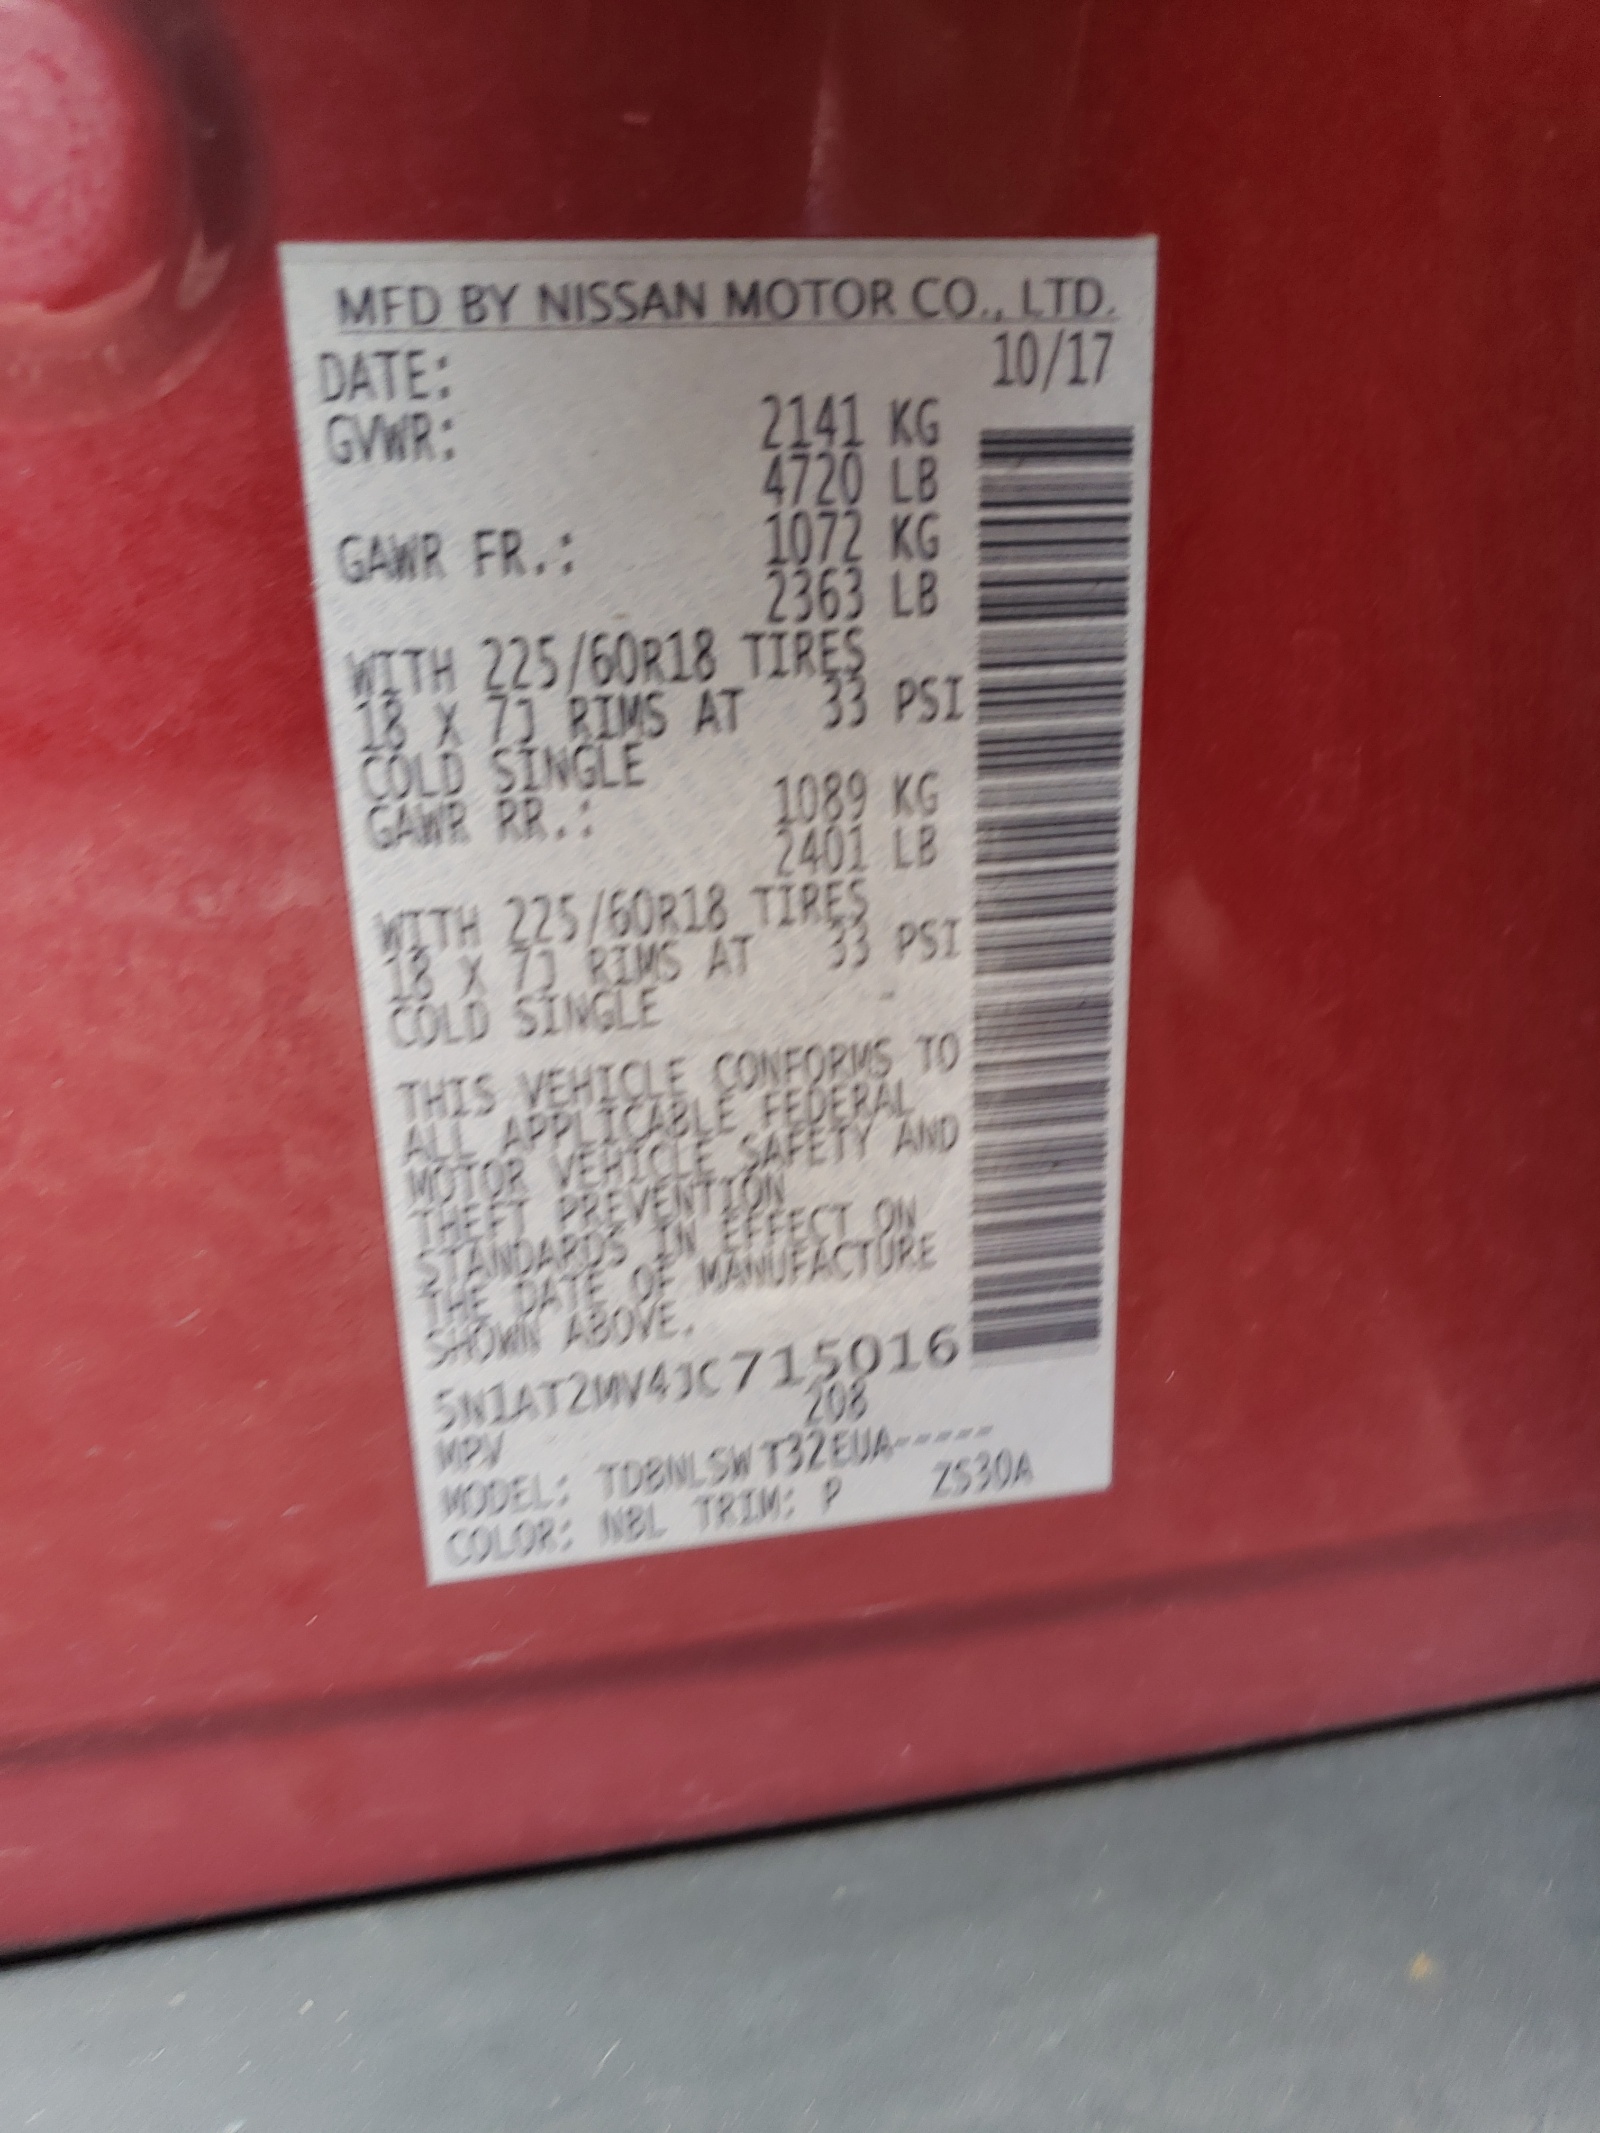 MFD BY NISSAN MOTOR CO., LTD.
DATE: 10/17
GVWR: 2141 KG
4720 LB
GAWR FR.: 1072 KG
2363 LB
WITH 225/60R18 TIRES
18 X 7J RIMS AT 33 PSI
COLD SINGLE
GAWR RR.: 1089 KG
2401 LB
WITH 225/60R18 TIRES
18 X 7J RIMS AT 33 PSI
COLD SINGLE
THIS VEHICLE CONFORMS TO
ALL APPLICABLE FEDERAL
MOTOR VEHICLE SAFETY AND
THEFT PREVENTION
STANDARDS IN EFFECT ON
THE DATE OF MANUFACTURE
SHOWN ABOVE.
5N1AT2MV4JC715016
208
MPV
MODEL: TDBNLSWT32EUA-----
COLOR: NBL TRIM: P ZS30A